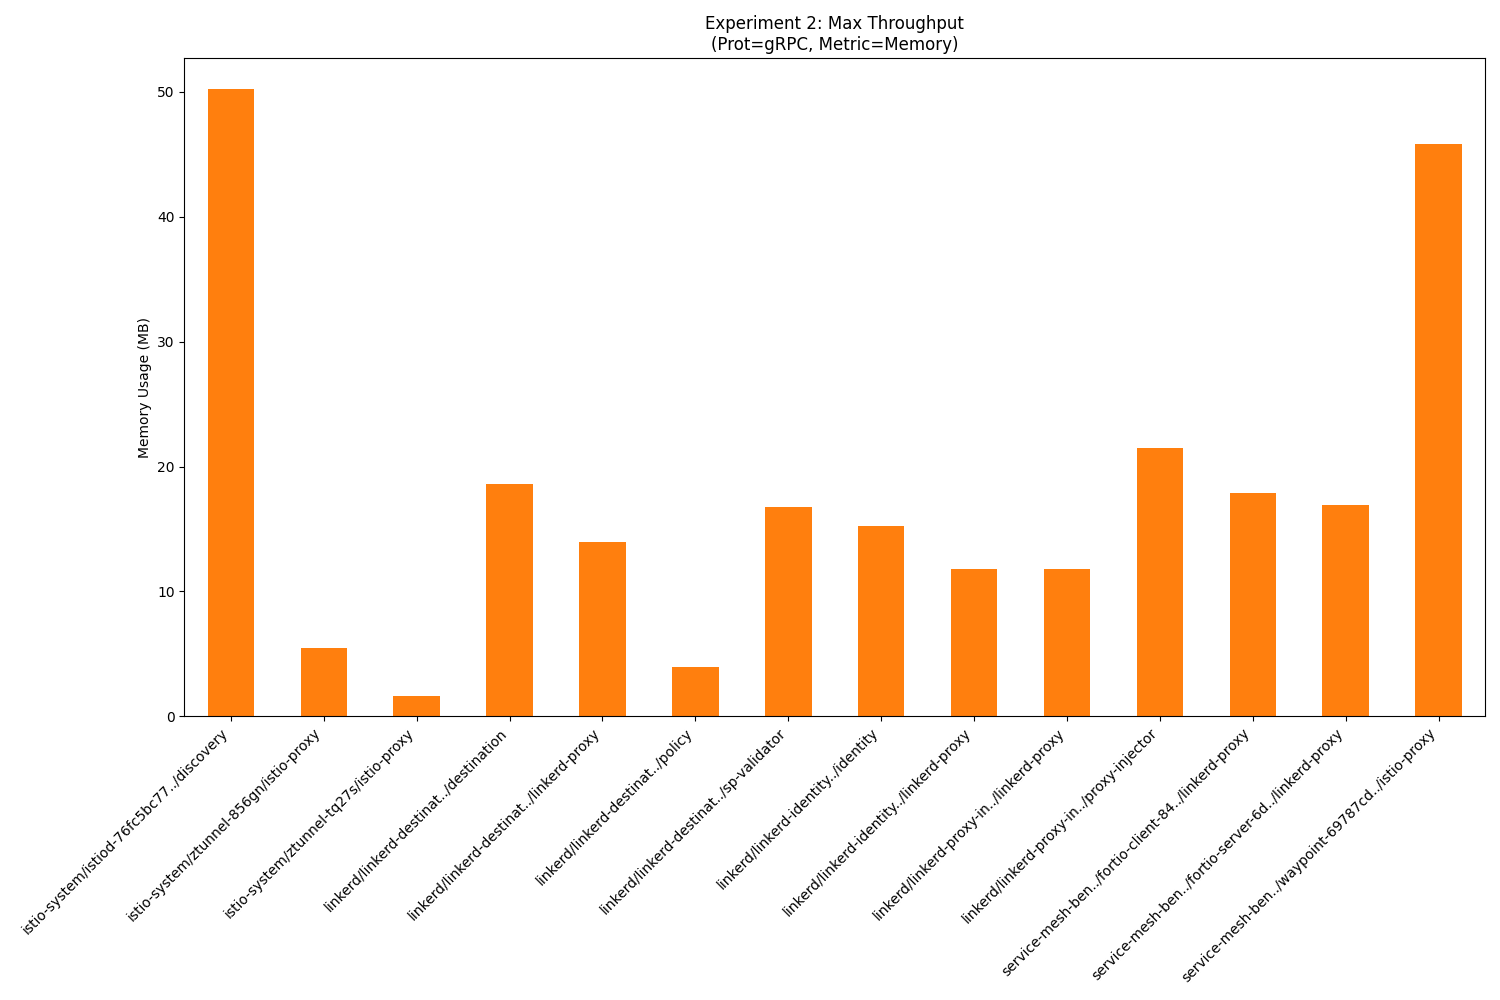 Experiment 2: Max Throughput
(Prot=gRPC, Metric=Memory)
Memory Usage (MB)
50
40
30
20
10
0
istio-system/istiod-76fc5bc77../discovery
istio-system/ztunnel-856gn/istio-proxy
istio-system/ztunnel-tq27s/istio-proxy
linkerd/linkerd-destinat../destination
linkerd/linkerd-destinat../linkerd-proxy
linkerd/linkerd-destinat../policy
linkerd/linkerd-destinat../sp-validator
linkerd/linkerd-identity../identity
linkerd/linkerd-identity../linkerd-proxy
linkerd/linkerd-proxy-in../linkerd-proxy
linkerd/linkerd-proxy-in../proxy-injector
service-mesh-ben../fortio-client-84../linkerd-proxy
service-mesh-ben../fortio-server-6d../linkerd-proxy
service-mesh-ben../waypoint-69787cd../istio-proxy